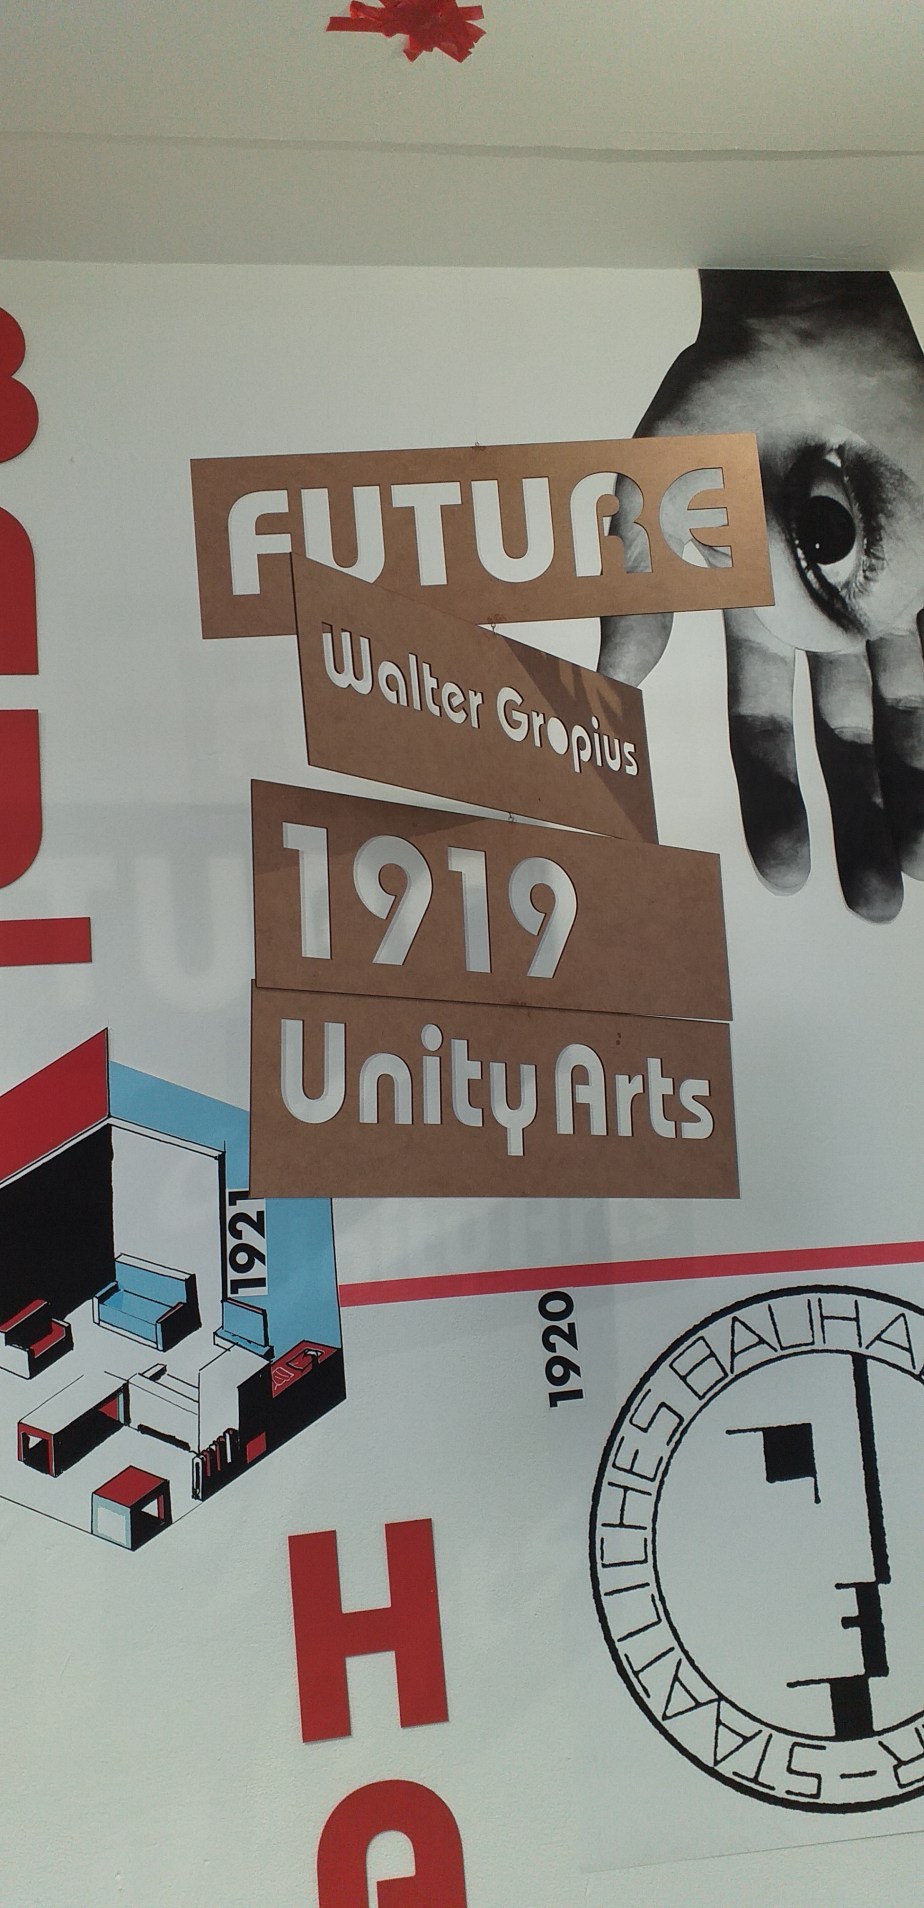 FUTURE
Walter Gropius
1919
Unity Arts
1921
1920
STAATLICHES BAUHA
H
A